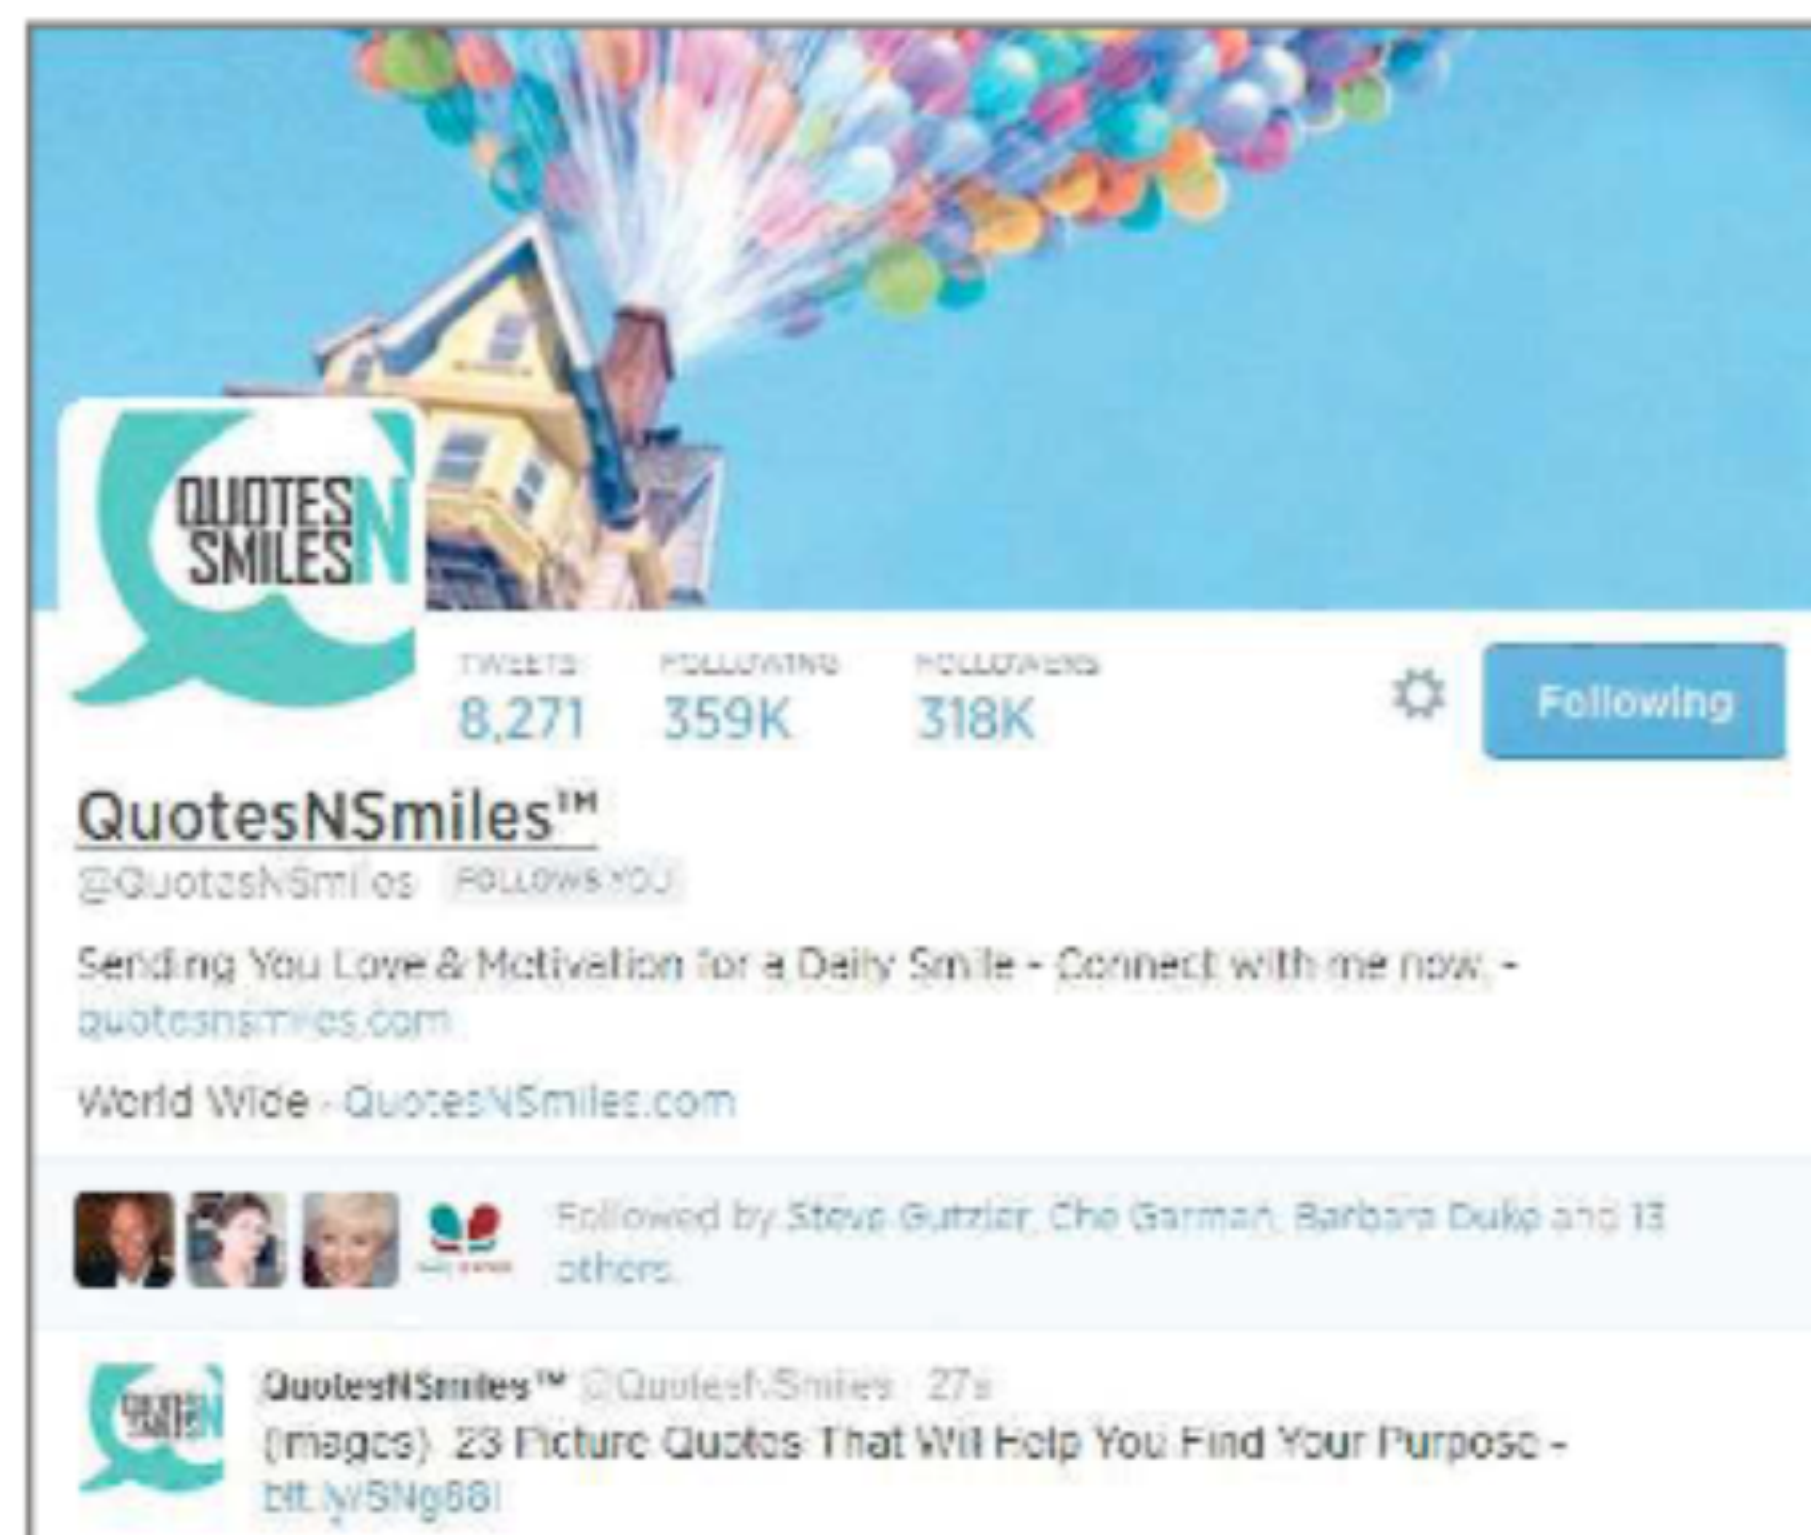 QUOTES N
SMILES
TWEETS FOLLOWING FOLLOWERS
8,271 359K 318K
Following
QuotesNSmiles™
@QuotesNSmiles FOLLOWS YOU
Sending You Love & Motivation for a Daily Smile - Connect with me now. -
quotesnsmiles.com
World Wide · QuotesNSmiles.com
Followed by Steve Gutzler, Che Garman, Barbara Duke and 13
others.
QUOTES N
SMILES
QuotesNSmiles™ @QuotesNSmiles · 27s
(Images) 23 Picture Quotes That Will Help You Find Your Purpose -